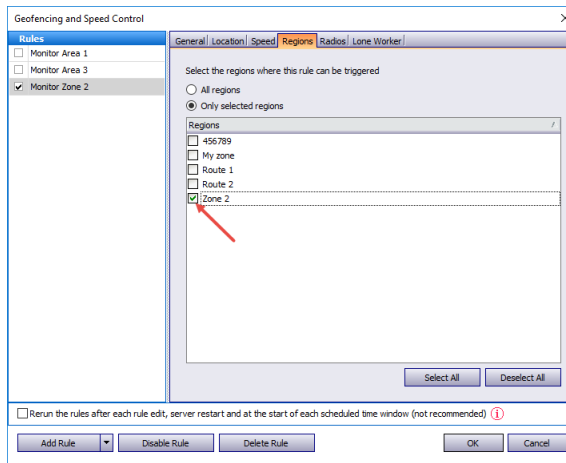 Geofencing and Speed Control
Rules
Monitor Area 1
Monitor Area 3
Monitor Zone 2
General Location Speed Regions Radios Lone Worker
Select the regions where this rule can be triggered
All regions
Only selected regions
Regions
456789
My zone
Route 1
Route 2
Zone 2
Select All Deselect All
Rerun the rules after each rule edit, server restart and at the start of each scheduled time window (not recommended)
Add Rule Disable Rule Delete Rule OK Cancel